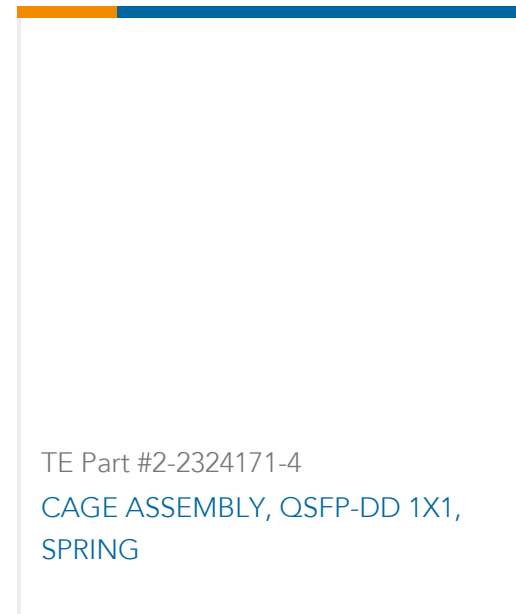 TE Part #2-2324171-4
CAGE ASSEMBLY, QSFP-DD 1X1,
SPRING